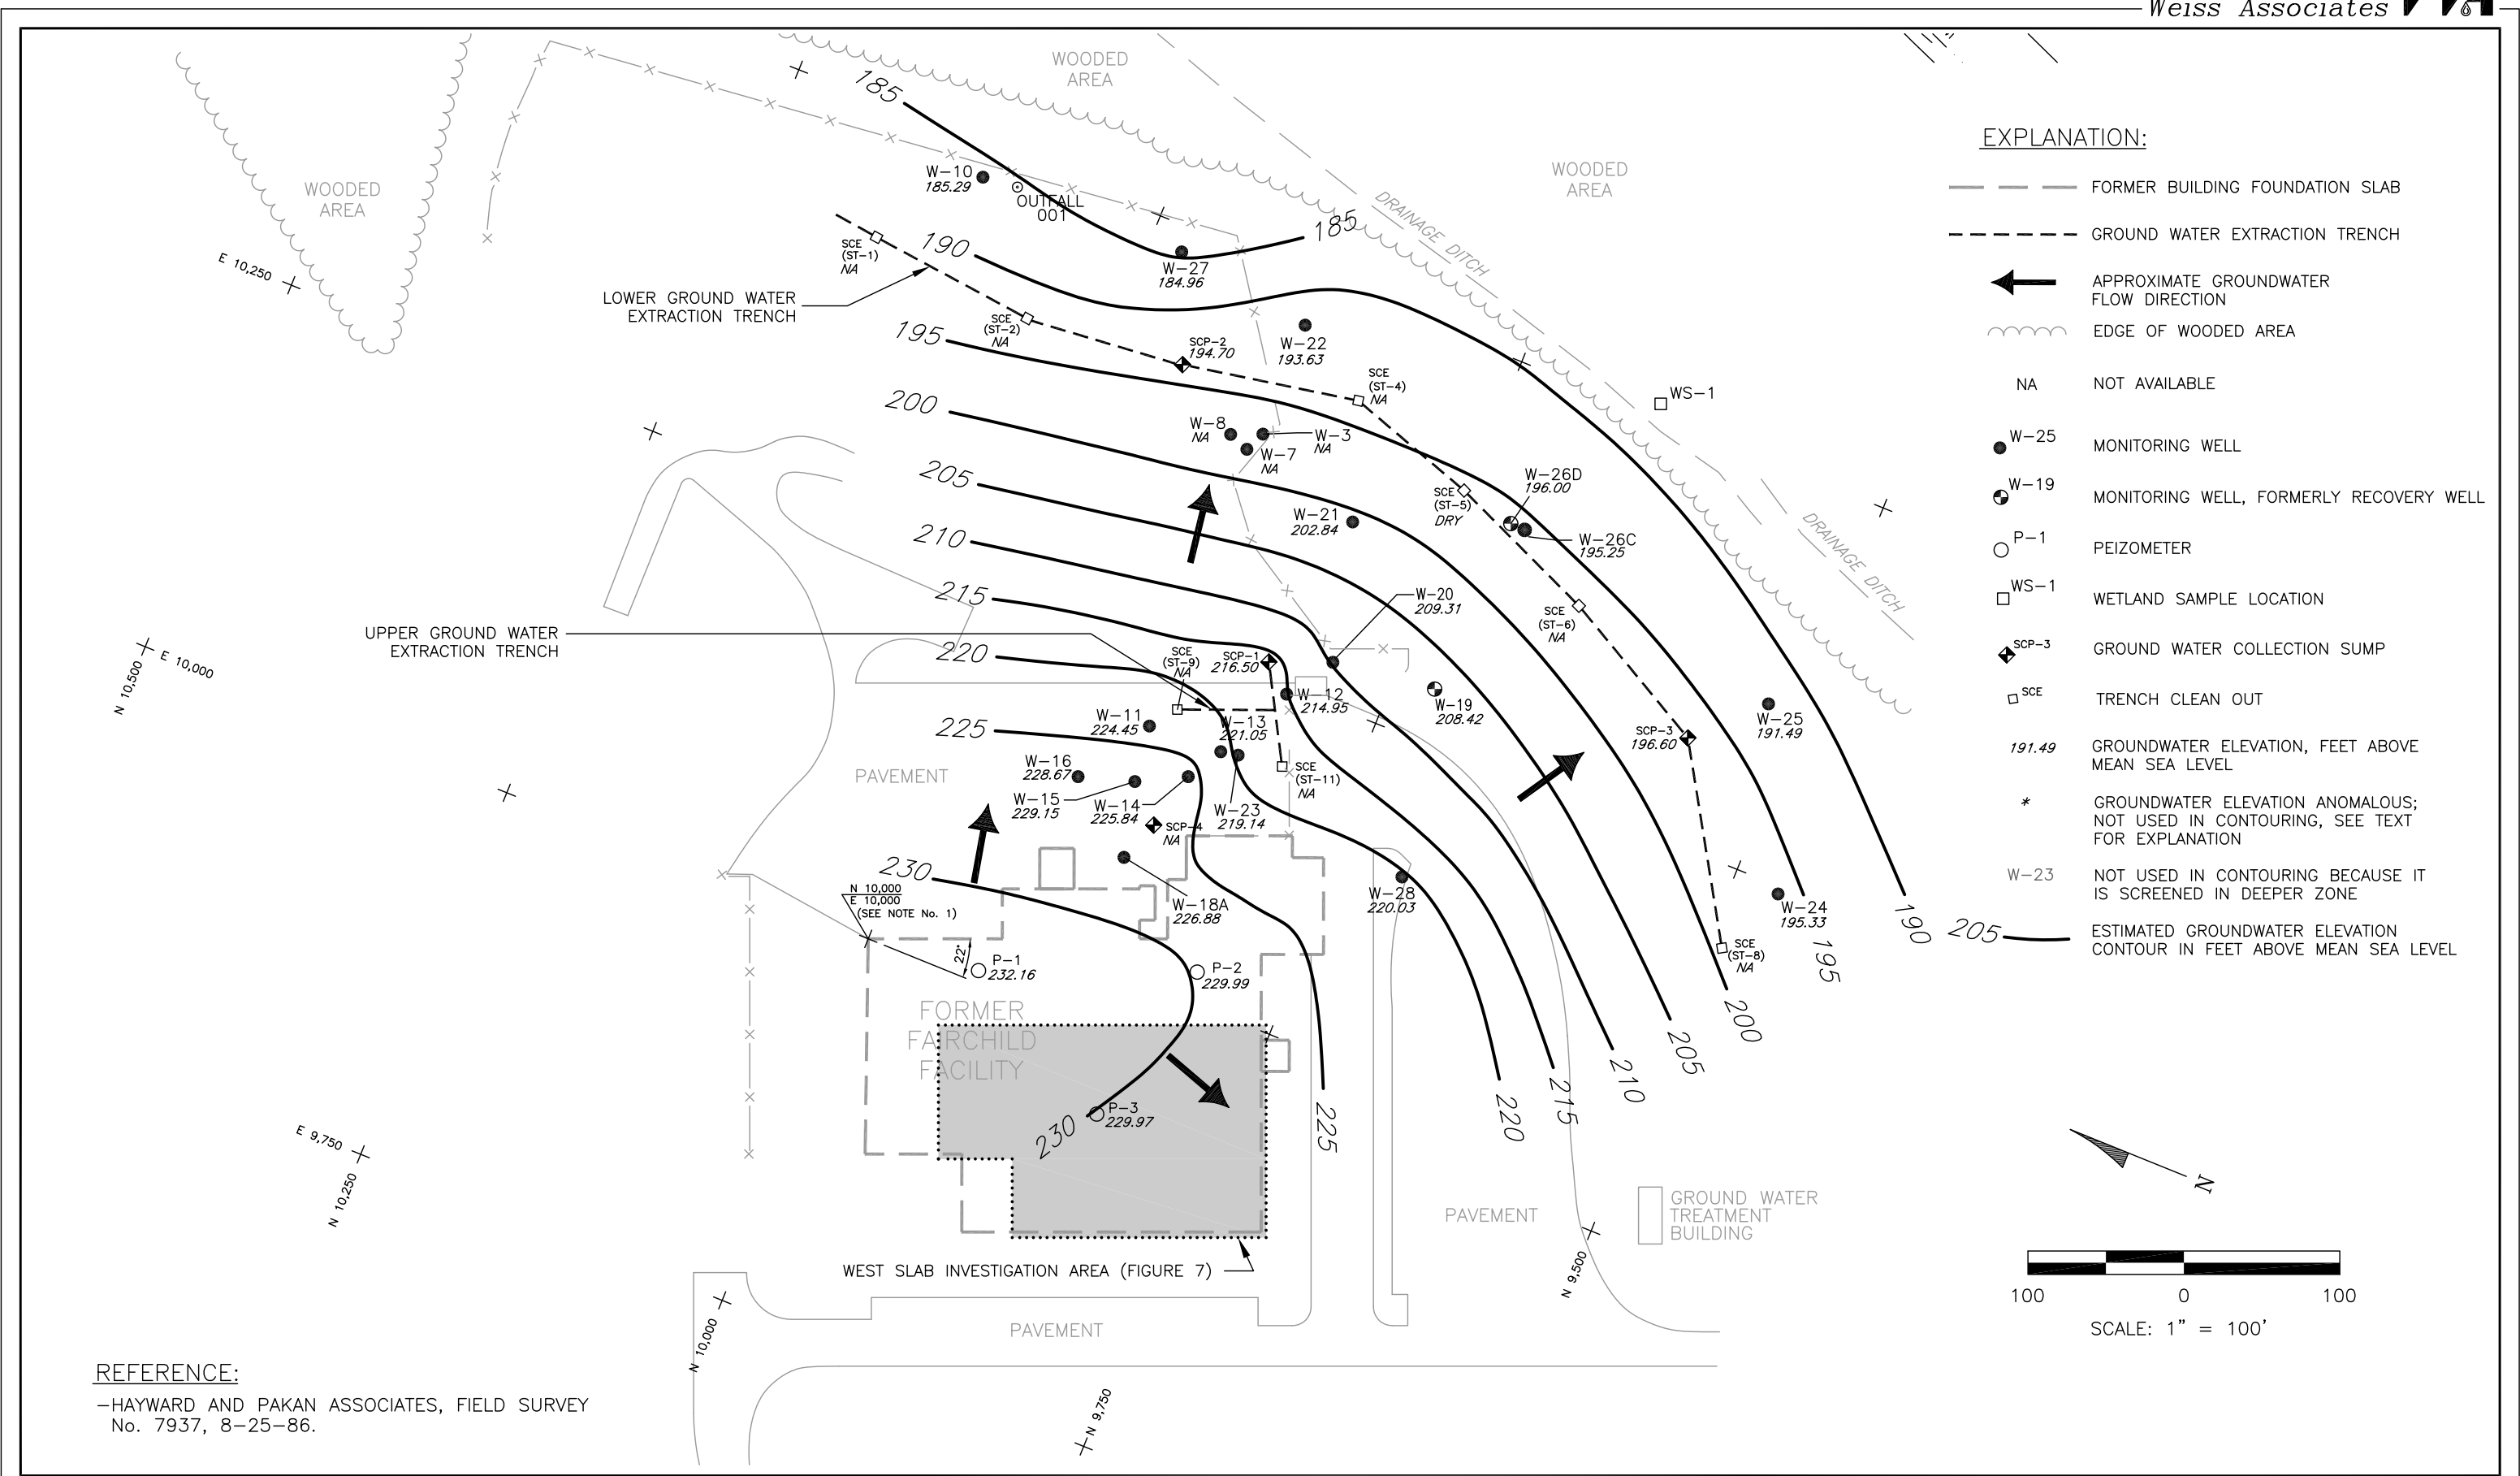 Weiss Associates
WOODED
AREA
WOODED
AREA
WOODED
AREA
185
W-10
185.29
OUTFALL
001
185
DRAINAGE DITCH
SCE
(ST-1)
NA
190
W-27
184.96
E 10,250
LOWER GROUND WATER
EXTRACTION TRENCH
SCE
(ST-2)
NA
195
SCP-2
194.70
W-22
193.63
SCE
(ST-4)
NA
WS-1
200
W-8
NA
W-3
NA
W-7
NA
205
W-26D
196.00
SCE
(ST-5)
DRY
W-21
202.84
W-26C
195.25
DRAINAGE DITCH
210
215
W-20
209.31
SCE
(ST-6)
NA
UPPER GROUND WATER
EXTRACTION TRENCH
220
SCE
(ST-9)
NA
SCP-1
216.50
N 10,500
E 10,000
W-12
214.95
W-19
208.42
W-11
224.45
W-13
221.05
225
W-25
191.49
SCP-3
196.60
PAVEMENT
W-16
228.67
SCE
(ST-11)
NA
W-15
229.15
W-14
225.84
W-23
219.14
SCP-4
NA
230
N 10,000
E 10,000
(SEE NOTE No. 1)
W-18A
226.88
W-28
220.03
W-24
195.33
190
195
SCE
(ST-8)
NA
22°
P-1
232.16
P-2
229.99
FORMER
FAIRCHILD
FACILITY
200
205
210
215
220
225
P-3
229.97
230
E 9,750
N 10,250
PAVEMENT
GROUND WATER
TREATMENT
BUILDING
N 9,500
WEST SLAB INVESTIGATION AREA (FIGURE 7)
PAVEMENT
N 10,000
N 9,750
EXPLANATION:
FORMER BUILDING FOUNDATION SLAB
GROUND WATER EXTRACTION TRENCH
APPROXIMATE GROUNDWATER
FLOW DIRECTION
EDGE OF WOODED AREA
NA NOT AVAILABLE
W-25 MONITORING WELL
W-19 MONITORING WELL, FORMERLY RECOVERY WELL
P-1 PEIZOMETER
WS-1 WETLAND SAMPLE LOCATION
SCP-3 GROUND WATER COLLECTION SUMP
SCE TRENCH CLEAN OUT
191.49 GROUNDWATER ELEVATION, FEET ABOVE
MEAN SEA LEVEL
* GROUNDWATER ELEVATION ANOMALOUS;
NOT USED IN CONTOURING, SEE TEXT
FOR EXPLANATION
W-23 NOT USED IN CONTOURING BECAUSE IT
IS SCREENED IN DEEPER ZONE
205 ESTIMATED GROUNDWATER ELEVATION
CONTOUR IN FEET ABOVE MEAN SEA LEVEL
N
100 0 100
SCALE: 1" = 100'
REFERENCE:
-HAYWARD AND PAKAN ASSOCIATES, FIELD SURVEY
No. 7937, 8-25-86.